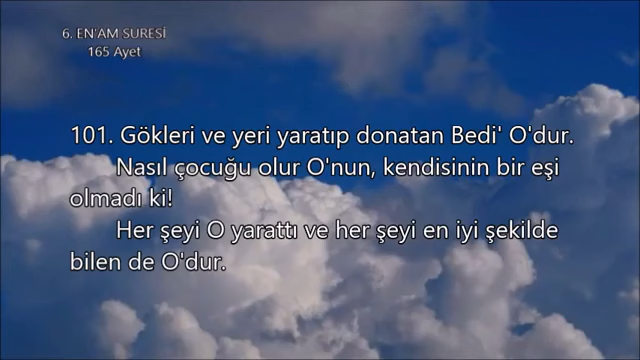 6. EN'AM SURESİ
165 Ayet
101. Gökleri ve yeri yaratıp donatan Bedi' O'dur.
Nasıl çocuğu olur O'nun, kendisinin bir eşi
olmadı ki!
Her şeyi O yarattı ve her şeyi en iyi şekilde
bilen de O'dur.